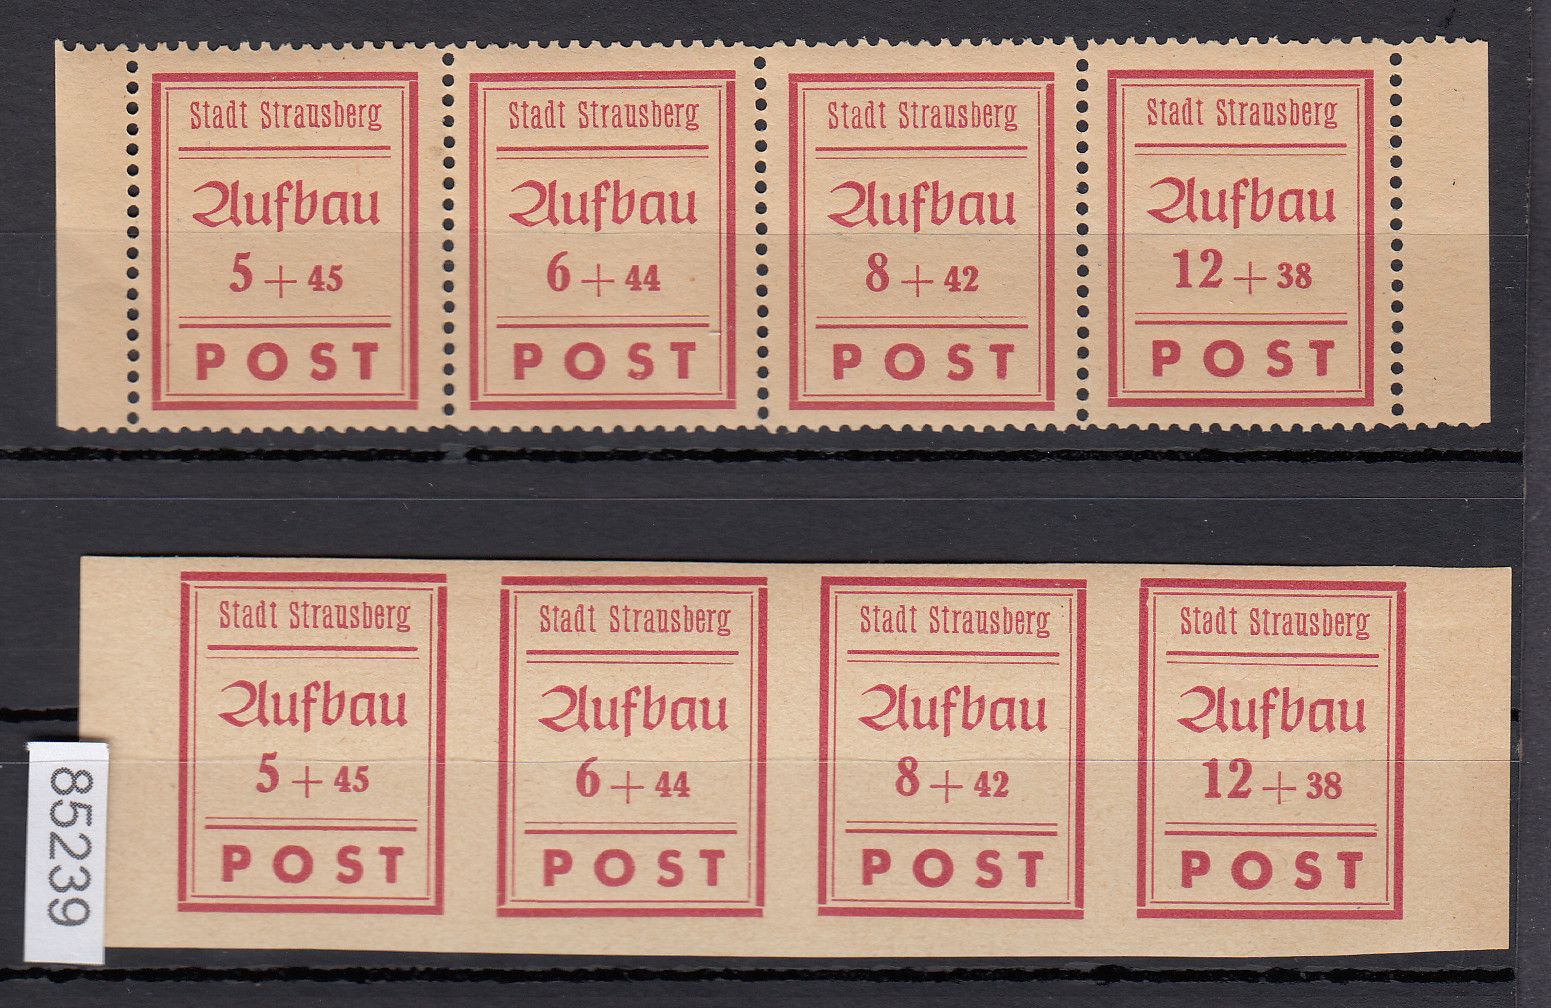 Stadt Strausberg
Aufbau
5 + 45
POST
Stadt Strausberg
Aufbau
6 + 44
POST
Stadt Strausberg
Aufbau
8 + 42
POST
Stadt Strausberg
Aufbau
12 + 38
POST
Stadt Strausberg
Aufbau
5 + 45
POST
Stadt Strausberg
Aufbau
6 + 44
POST
Stadt Strausberg
Aufbau
8 + 42
POST
Stadt Strausberg
Aufbau
12 + 38
POST
85239